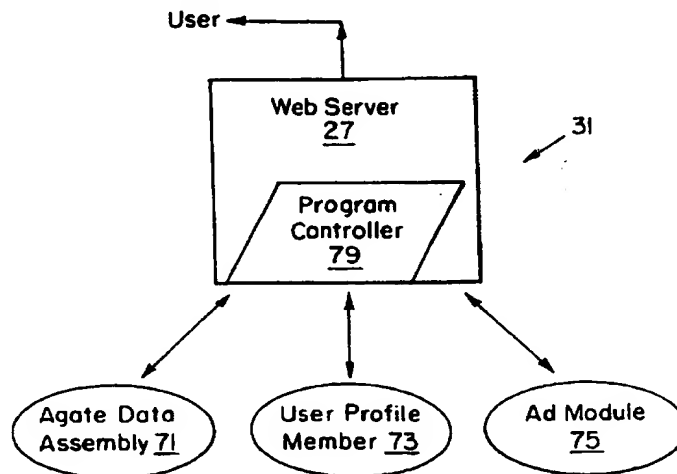 User
Web Server
27
31
Program
Controller
79
Agate Data
Assembly 71
User Profile
Member 73
Ad Module
75